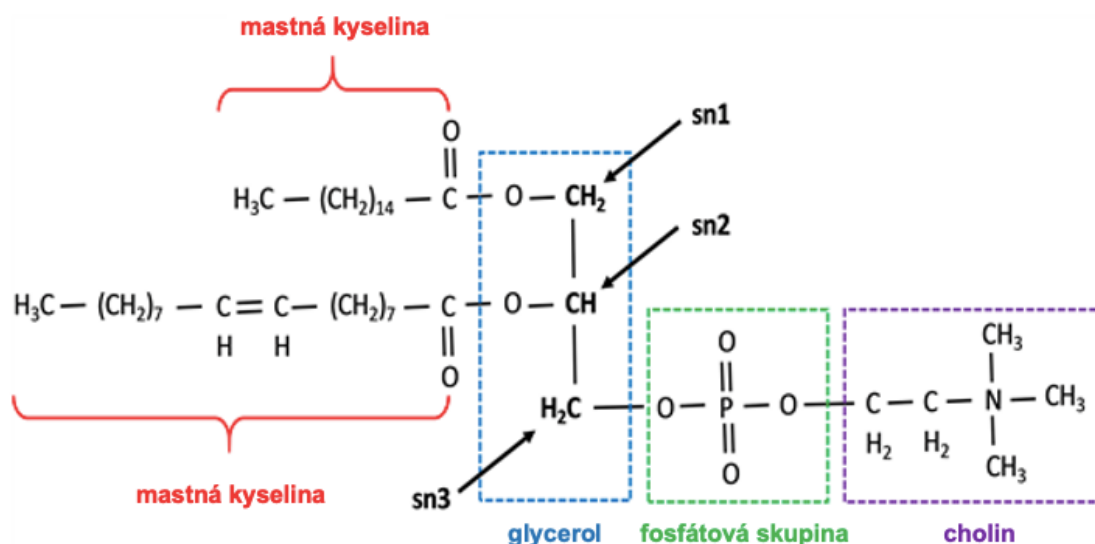 mastná kyselina
sn1
O
H₃C — (CH₂)₁₄ — C — O — CH₂
sn2
H₃C — (CH₂)₇ — C = C — (CH₂)₇ — C — O — CH
H H
O
O
CH₃
H₂C — O — P — O — C — C — N — CH₃
H₂ H₂
O
CH₃
mastná kyselina
sn3
glycerol
fosfátová skupina
cholin